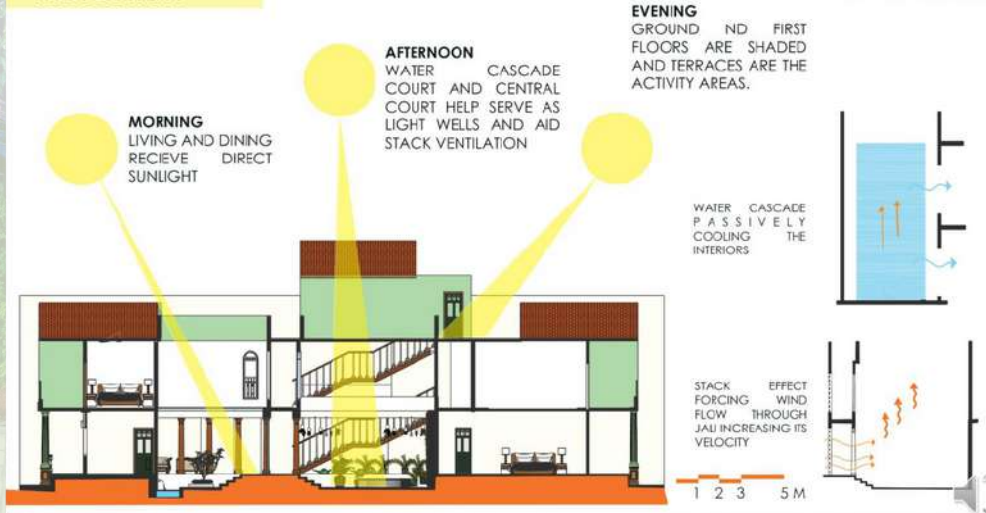 MORNING
LIVING AND DINING
RECIEVE DIRECT
SUNLIGHT
AFTERNOON
WATER CASCADE
COURT AND CENTRAL
COURT HELP SERVE AS
LIGHT WELLS AND AID
STACK VENTILATION
EVENING
GROUND ND FIRST
FLOORS ARE SHADED
AND TERRACES ARE THE
ACTIVITY AREAS.
WATER CASCADE
PASSIVELY
COOLING THE
INTERIORS
STACK EFFECT
FORCING WIND
FLOW THROUGH
JALI INCREASING ITS
VELOCITY
1 2 3 5 M